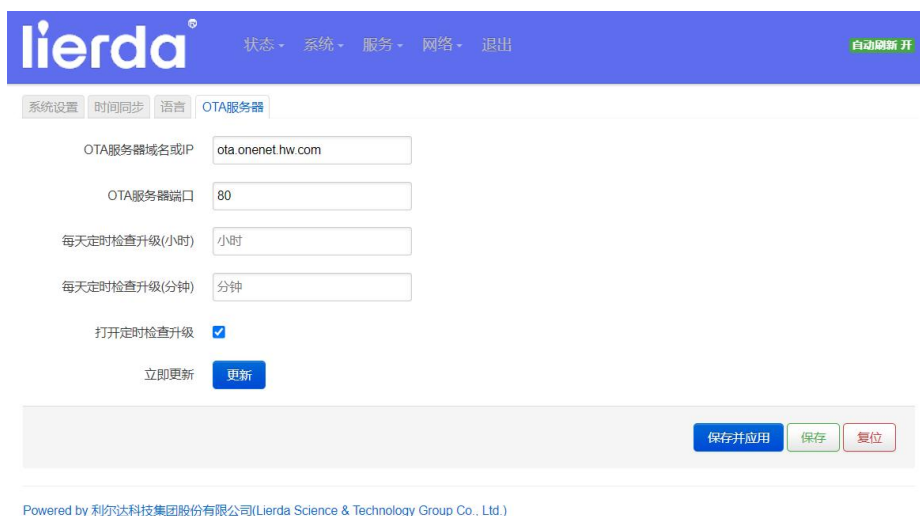 lierda®
状态 系统 服务 网络 退出
自动刷新 开
系统设置 时间同步 语言 OTA服务器
OTA服务器域名或IP ota.onenet.hw.com
OTA服务器端口 80
每天定时检查升级(小时) 小时
每天定时检查升级(分钟) 分钟
打开定时检查升级
立即更新 更新
保存并应用 保存 复位
Powered by 利尔达科技集团股份有限公司(Lierda Science & Technology Group Co., Ltd.)